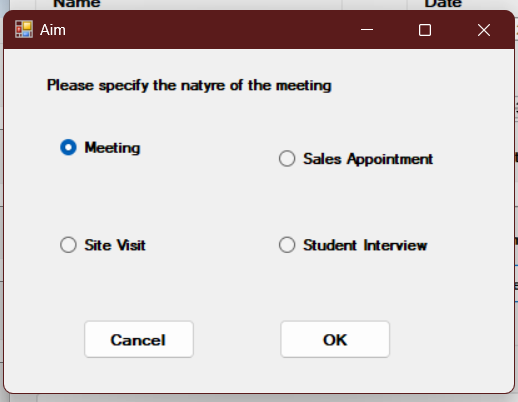 Name
Date
Aim
Please specify the natyre of the meeting
Meeting
Sales Appointment
Site Visit
Student Interview
Cancel
OK